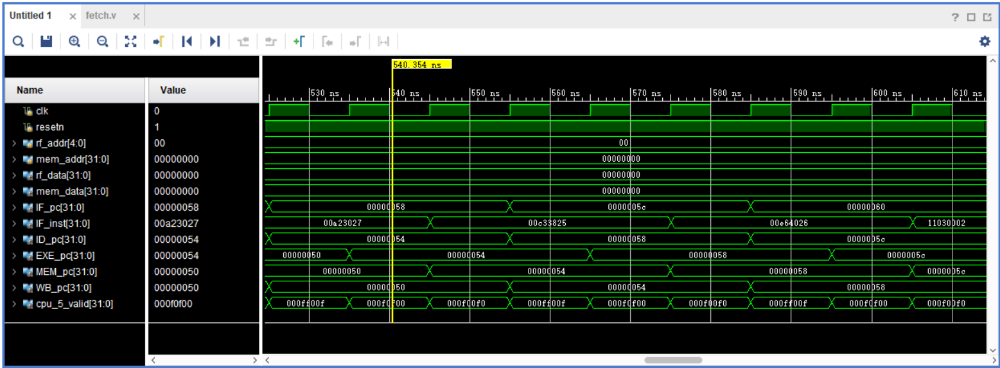 Untitled 1 × fetch.v ×
? 
540.354 ns
Name Value
530 ns 540 ns 550 ns 560 ns 570 ns 580 ns 590 ns 600 ns 610 ns
clk 0
resetn 1
rf_addr[4:0] 00 00
mem_addr[31:0] 00000000 00000000
rf_data[31:0] 00000000 00000000
mem_data[31:0] 00000000 00000000
IF_pc[31:0] 00000058 00000058 0000005c 00000060
IF_inst[31:0] 00a23027 00a23027 00c33825 00e64026 11030002
ID_pc[31:0] 00000054 00000054 00000058 0000005c
EXE_pc[31:0] 00000054 00000050 00000054 00000058 0000005c
MEM_pc[31:0] 00000050 00000050 00000054 00000058 0000005c
WB_pc[31:0] 00000050 00000050 00000054 00000058
cpu_5_valid[31:0] 000f0f00 000ff00f 000f0f00 000f00f0 000ff00f 000f0f00 000f00f0 000ff00f 000f0f00 000f00f0